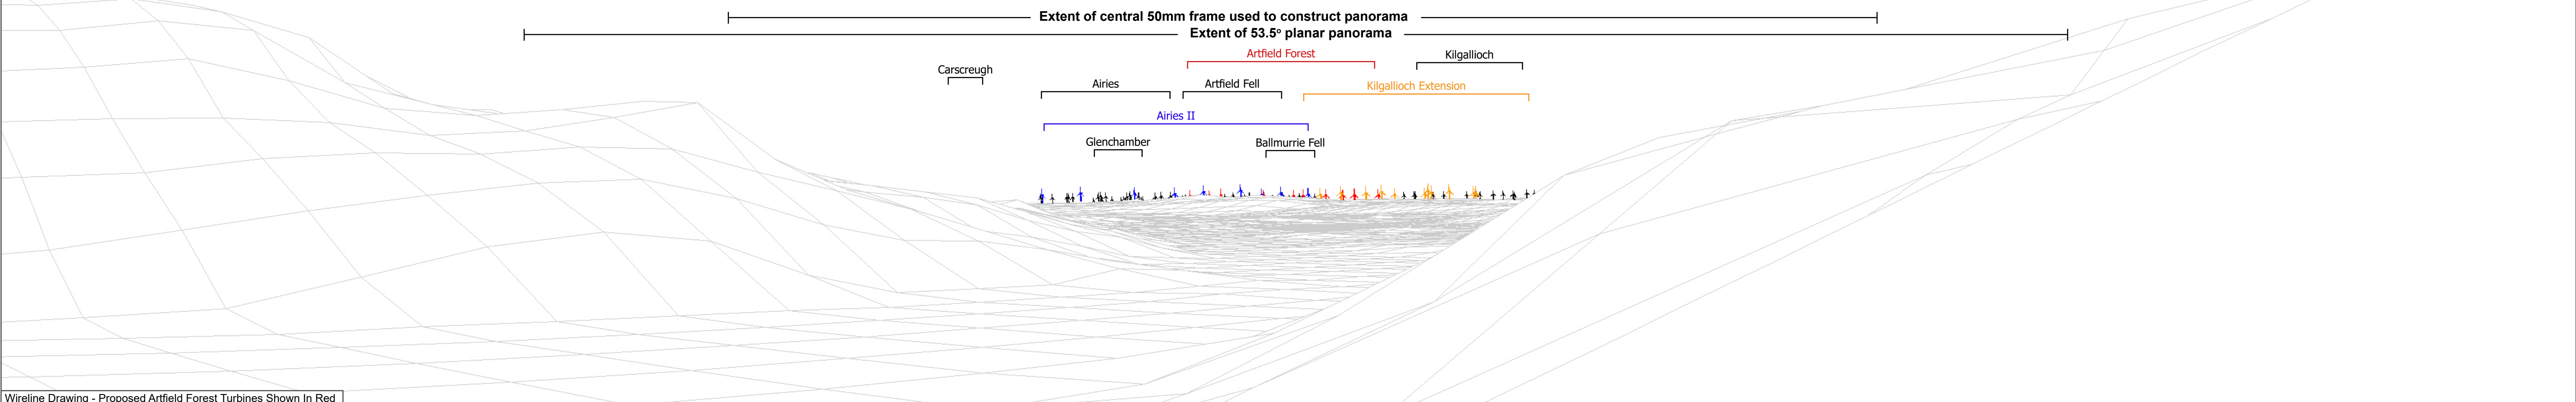 Extent of central 50mm frame used to construct panorama
Extent of 53.5º planar panorama
Artfield Forest
Kilgallioch
Carscreugh
Airies
Artfield Fell
Kilgallioch Extension
Airies II
Glenchamber
Ballmurrie Fell
Wireline Drawing - Proposed Artfield Forest Turbines Shown In Red